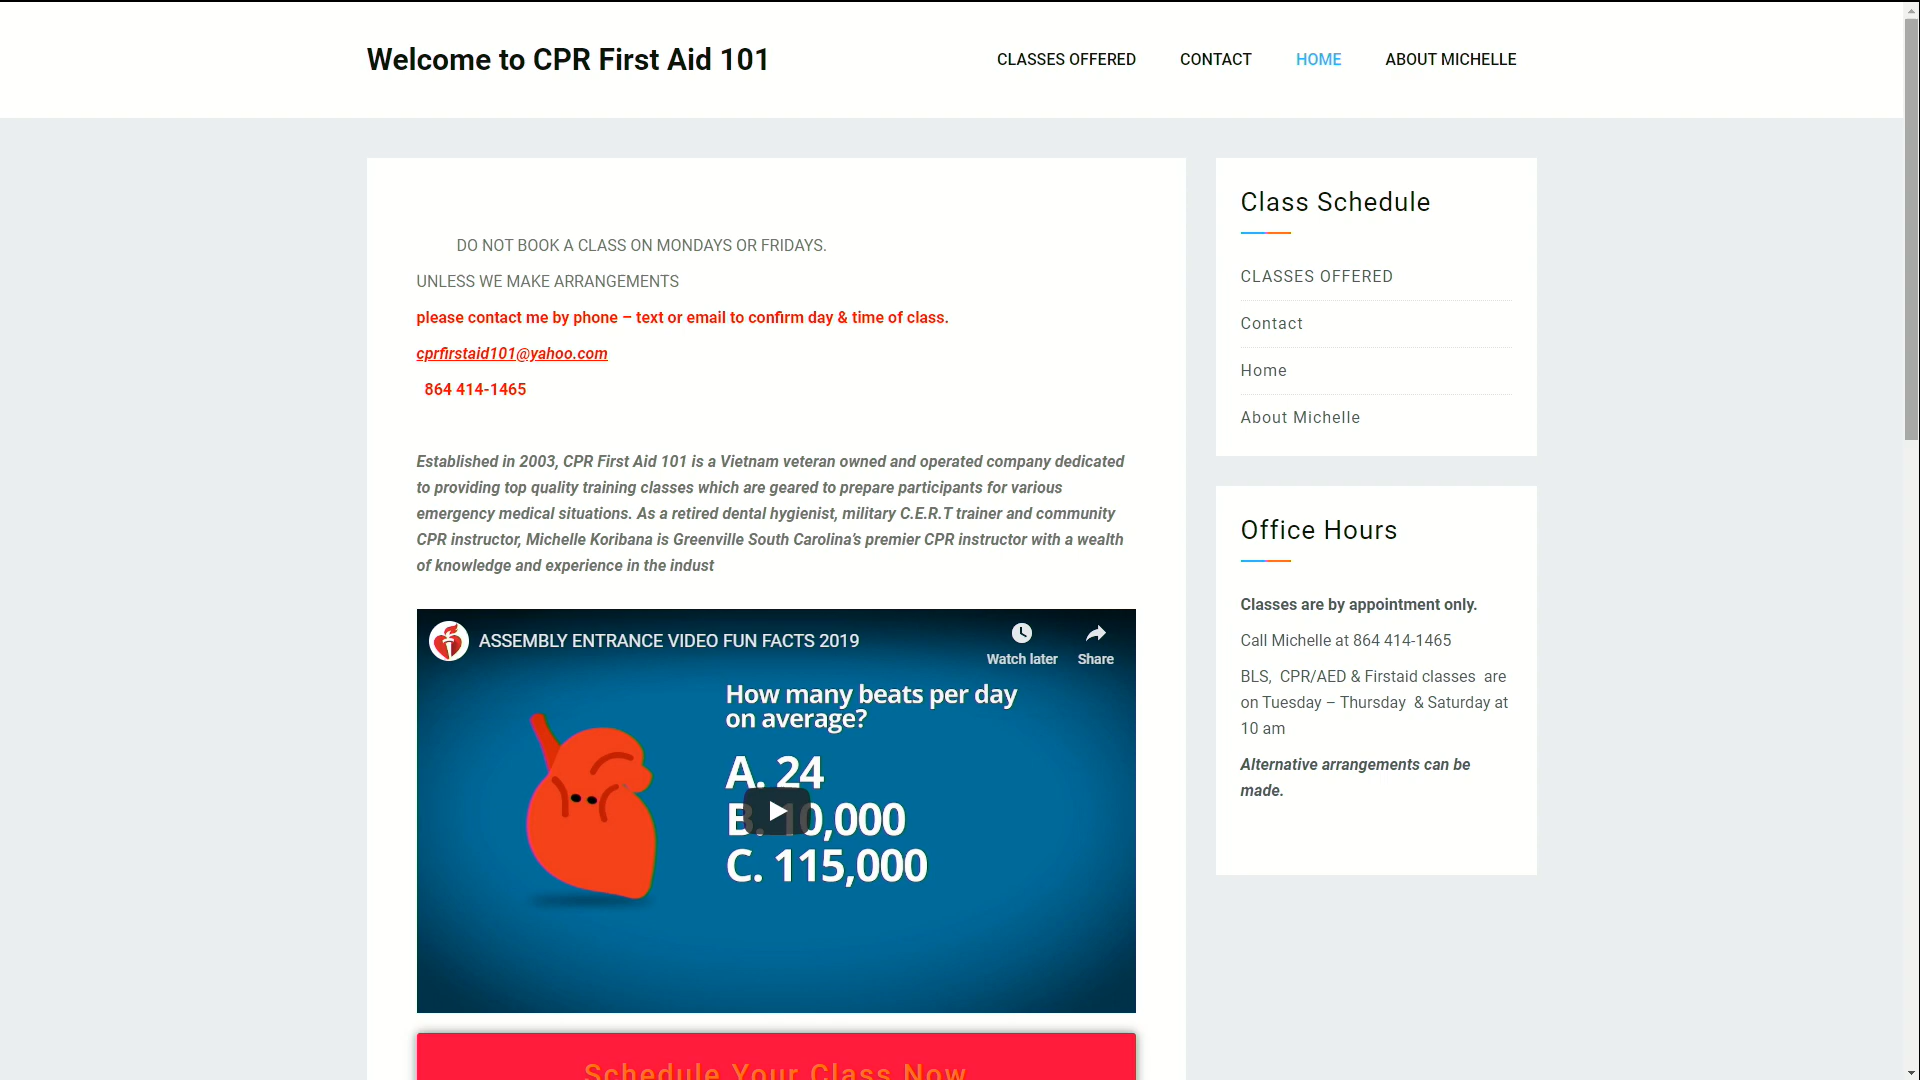 Welcome to CPR First Aid 101
CLASSES OFFERED
CONTACT
HOME
ABOUT MICHELLE
DO NOT BOOK A CLASS ON MONDAYS OR FRIDAYS.
UNLESS WE MAKE ARRANGEMENTS
please contact me by phone – text or email to confirm day & time of class.
cprfirstaid101@yahoo.com
864 414-1465
Established in 2003, CPR First Aid 101 is a Vietnam veteran owned and operated company dedicated
to providing top quality training classes which are geared to prepare participants for various
emergency medical situations. As a retired dental hygienist, military C.E.R.T trainer and community
CPR instructor, Michelle Koribana is Greenville South Carolina’s premier CPR instructor with a wealth
of knowledge and experience in the indust
ASSEMBLY ENTRANCE VIDEO FUN FACTS 2019
Watch later
Share
How many beats per day
on average?
A. 24
B. 10,000
C. 115,000
Schedule Your Class Now
Class Schedule
CLASSES OFFERED
Contact
Home
About Michelle
Office Hours
Classes are by appointment only.
Call Michelle at 864 414-1465
BLS,  CPR/AED & Firstaid classes  are
on Tuesday – Thursday  & Saturday at
10 am
Alternative arrangements can be
made.